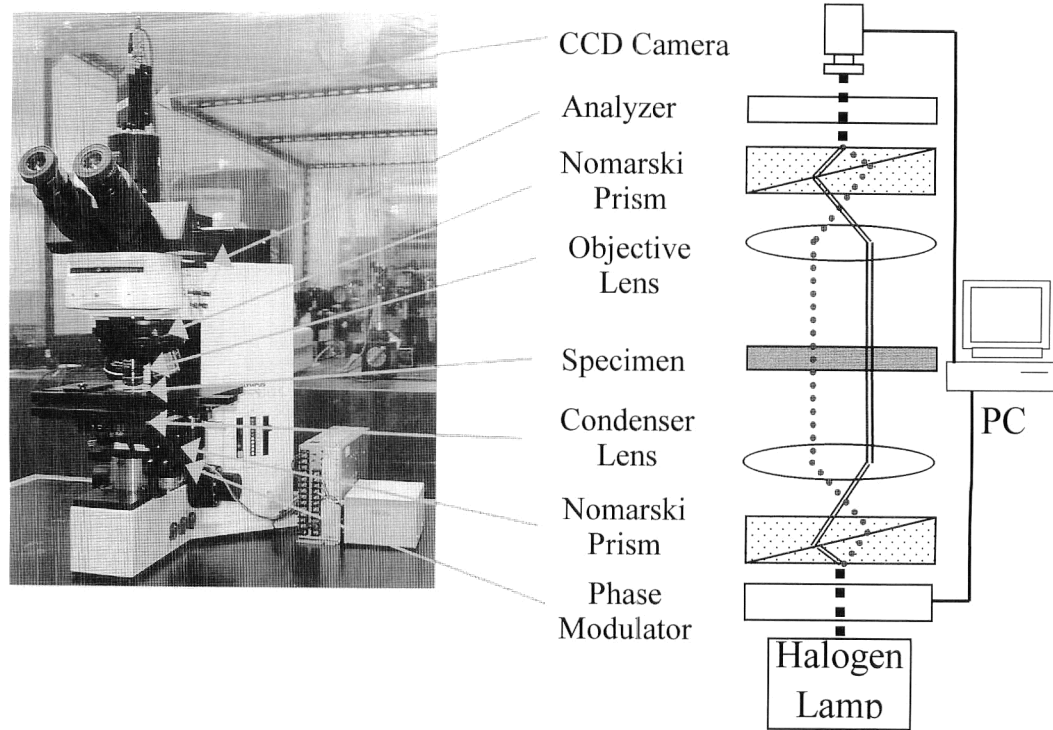 CCD Camera
Analyzer
Nomarski
Prism
Objective
Lens
Specimen
Condenser
Lens
Nomarski
Prism
Phase
Modulator
PC
Halogen
Lamp